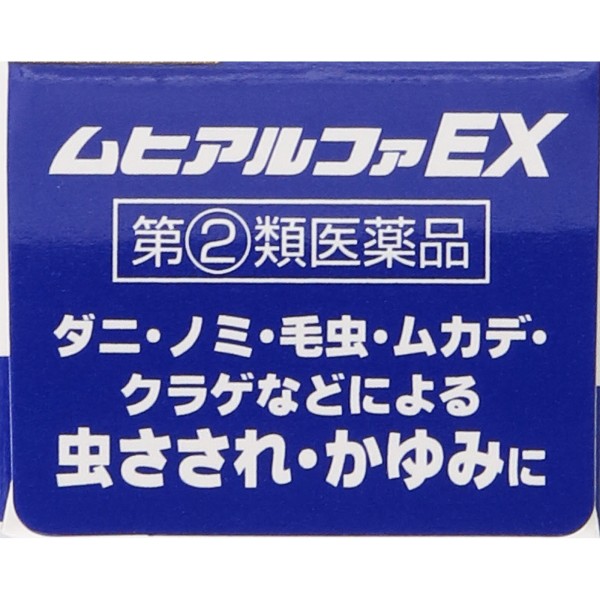 ムヒアルファEX
第②類医薬品
ダニ・ノミ・毛虫・ムカデ・
クラゲなどによる
虫さされ・かゆみに